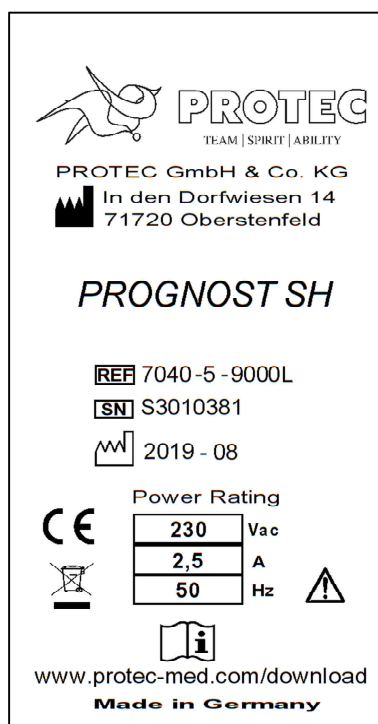 PROTEC
TEAM | SPIRIT | ABILITY
PROTEC GmbH & Co. KG
In den Dorfwiesen 14
71720 Oberstenfeld
PROGNOST SH
REF 7040-5-9000L
SN S3010381
2019-08
Power Rating
CE
230 Vac
2,5 A
50 Hz
i
www.protec-med.com/download
Made in Germany